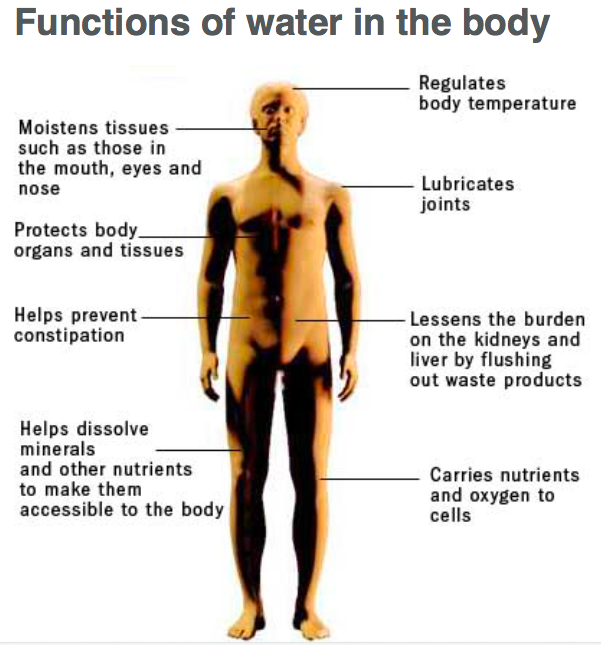 Functions of water in the body
Regulates
body temperature
Moistens tissues
such as those in
the mouth, eyes and
nose
Lubricates
joints
Protects body
organs and tissues
Helps prevent
constipation
Lessens the burden
on the kidneys and
liver by flushing
out waste products
Helps dissolve
minerals
and other nutrients
to make them
accessible to the body
Carries nutrients
and oxygen to
cells